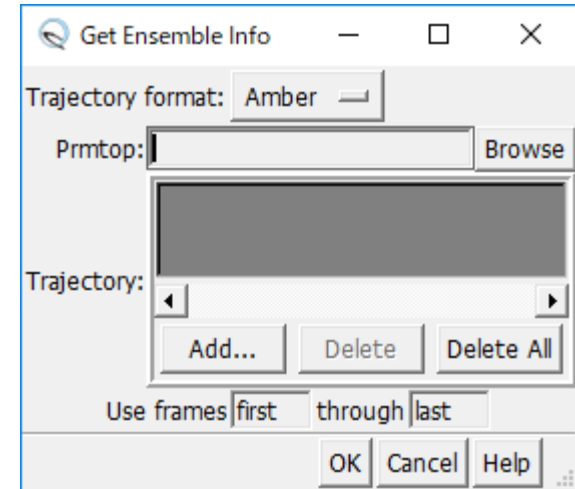 Get Ensemble Info
Trajectory format: Amber
Prmtop: Browse
Trajectory:
Add... Delete Delete All
Use frames first through last
OK Cancel Help